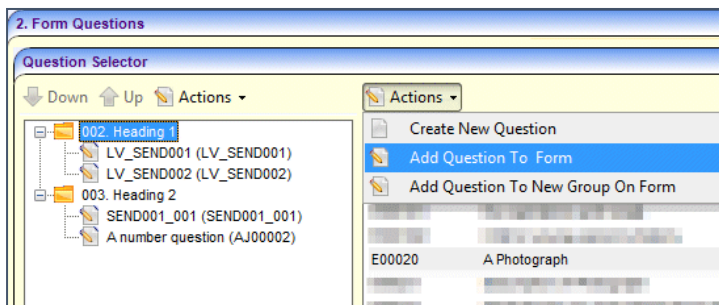 2. Form Questions
Question Selector
Down Up Actions
002. Heading 1
LV_SEND001 (LV_SEND001)
LV_SEND002 (LV_SEND002)
003. Heading 2
SEND001_001 (SEND001_001)
A number question (AJ00002)
Actions
Create New Question
Add Question To Form
Add Question To New Group On Form
E00020 A Photograph